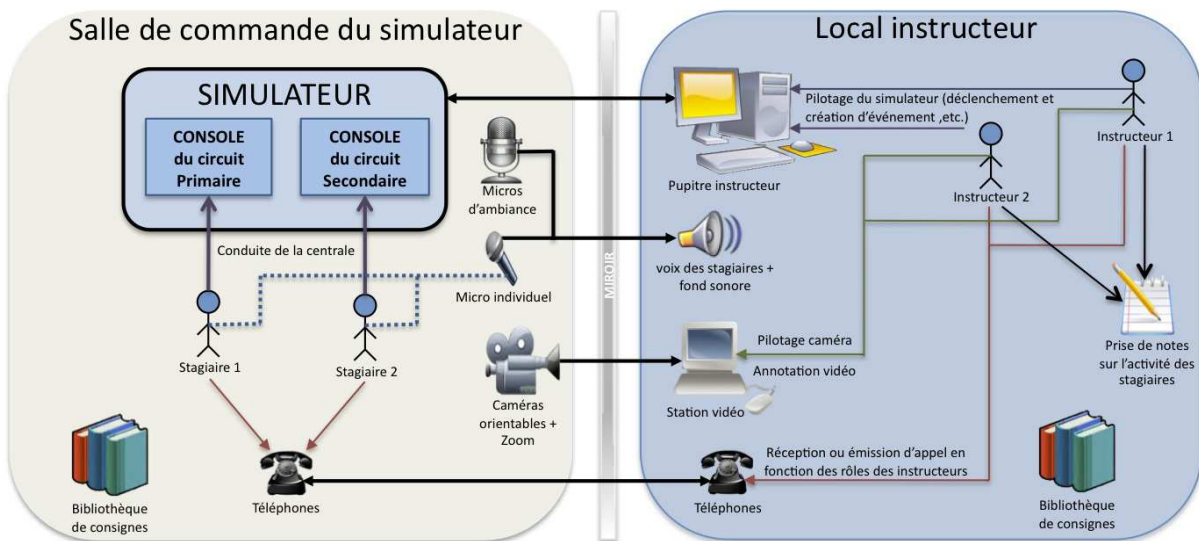 Salle de commande du simulateur
SIMULATEUR
CONSOLE
du circuit
Primaire
CONSOLE
du circuit
Secondaire
Conduite de la centrale
Stagiaire 1
Stagiaire 2
Micros
d'ambiance
Micro individuel
Caméras
orientables +
Zoom
Bibliothèque
de consignes
Téléphones
MIROIR
Local instructeur
Pilotage du simulateur (déclenchement et
création d'événement ,etc.)
Instructeur 1
Pupitre instructeur
Instructeur 2
voix des stagiaires +
fond sonore
Pilotage caméra
Annotation vidéo
Station vidéo
Prise de notes
sur l'activité des
stagiaires
Réception ou émission d'appel en
fonction des rôles des instructeurs
Téléphones
Bibliothèque
de consignes